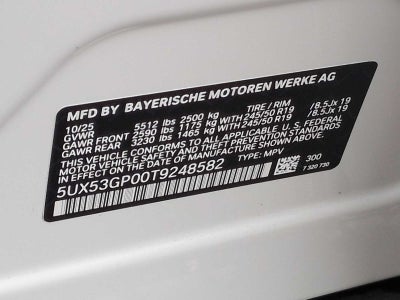 MFD BY BAYERISCHE MOTOREN WERKE AG
10/25 5512 lbs 2500 kg TIRE / RIM
GVWR
GAWR FRONT 2590 lbs 1175 kg WITH 245/50 R19 / 8.5Jx 19
GAWR REAR 3230 lbs 1465 kg WITH 245/50 R19 / 8.5Jx 19
THIS VEHICLE CONFORMS TO ALL APPLICABLE U.S. FEDERAL
MOTOR VEHICLE SAFETY, BUMPER, AND THEFT PREVENTION
STANDARDS IN EFFECT ON THE DATE OF MANUFACTURE SHOWN ABOVE.
5UX53GP00T9248582 TYPE: MPV 300
7 320 730